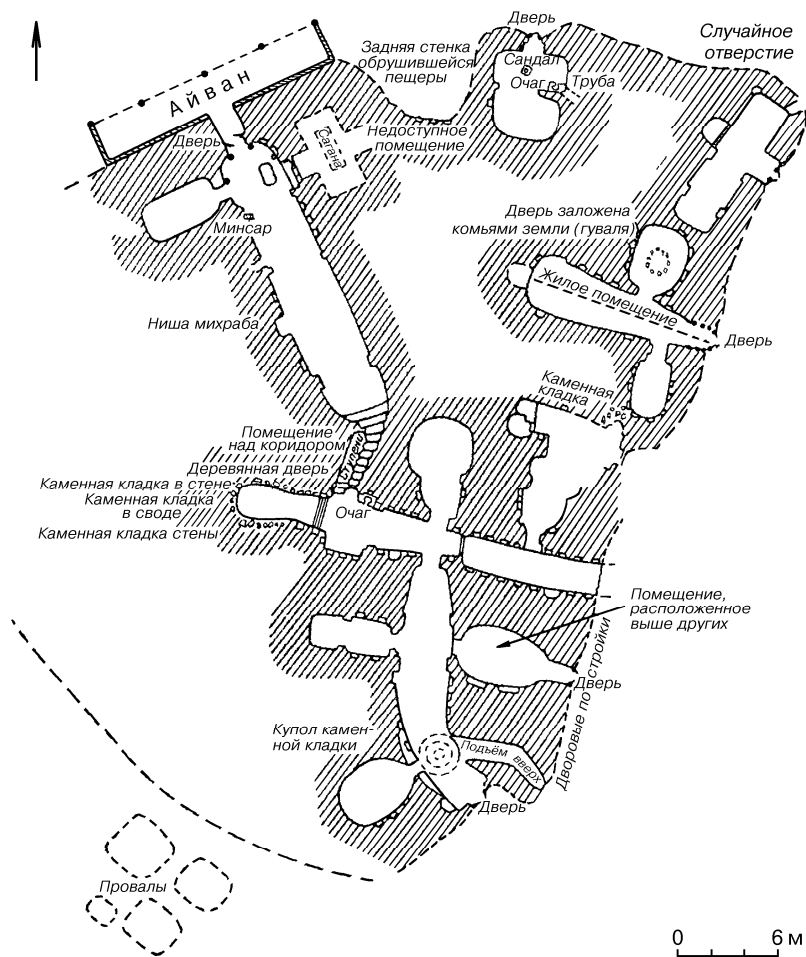 Дверь
Случайное
отверстие
Задняя стенка
обрушившейся
пещеры
Сандал
Очаг
Труба
Айван
Дверь
Сагана
Недоступное
помещение
Минсар
Дверь заложена
комьями земли (гуваля)
Жилое помещение
Дверь
Ниша михраба
Каменная
кладка
Помещение
над коридором
Ступени
Деревянная дверь
Каменная кладка в стене
Каменная кладка
в своде
Очаг
Каменная кладка стены
Помещение,
расположенное
выше других
Дверь
Дворовые постройки
Купол камен-
ной кладки
Подъём вверх
Дверь
Провалы
0 6 м